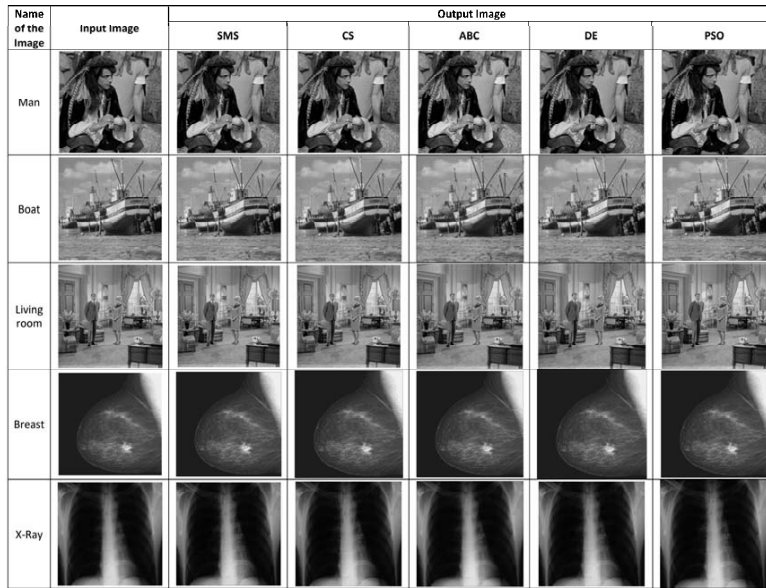 Name
of the
Image
Input Image
Output Image
SMS
CS
ABC
DE
PSO
Man
Boat
Living
room
Breast
X-Ray